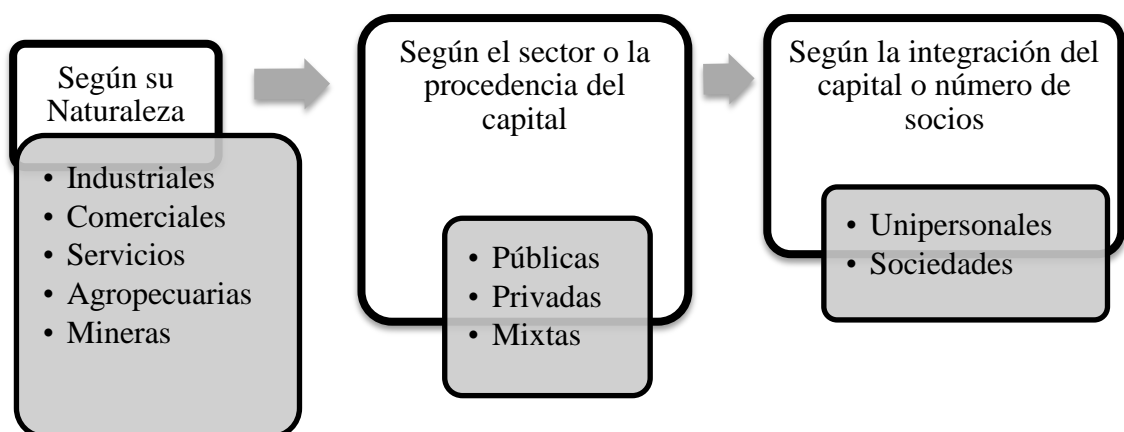 Según su
Naturaleza
• Industriales
• Comerciales
• Servicios
• Agropecuarias
• Mineras
Según el sector o la
procedencia del
capital
• Públicas
• Privadas
• Mixtas
Según la integración del
capital o número de
socios
• Unipersonales
• Sociedades